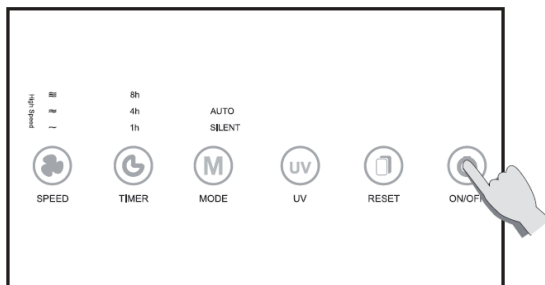 High Speed
8h
4h
1h
AUTO
SILENT
M
UV
SPEED
TIMER
MODE
UV
RESET
ON/OFF